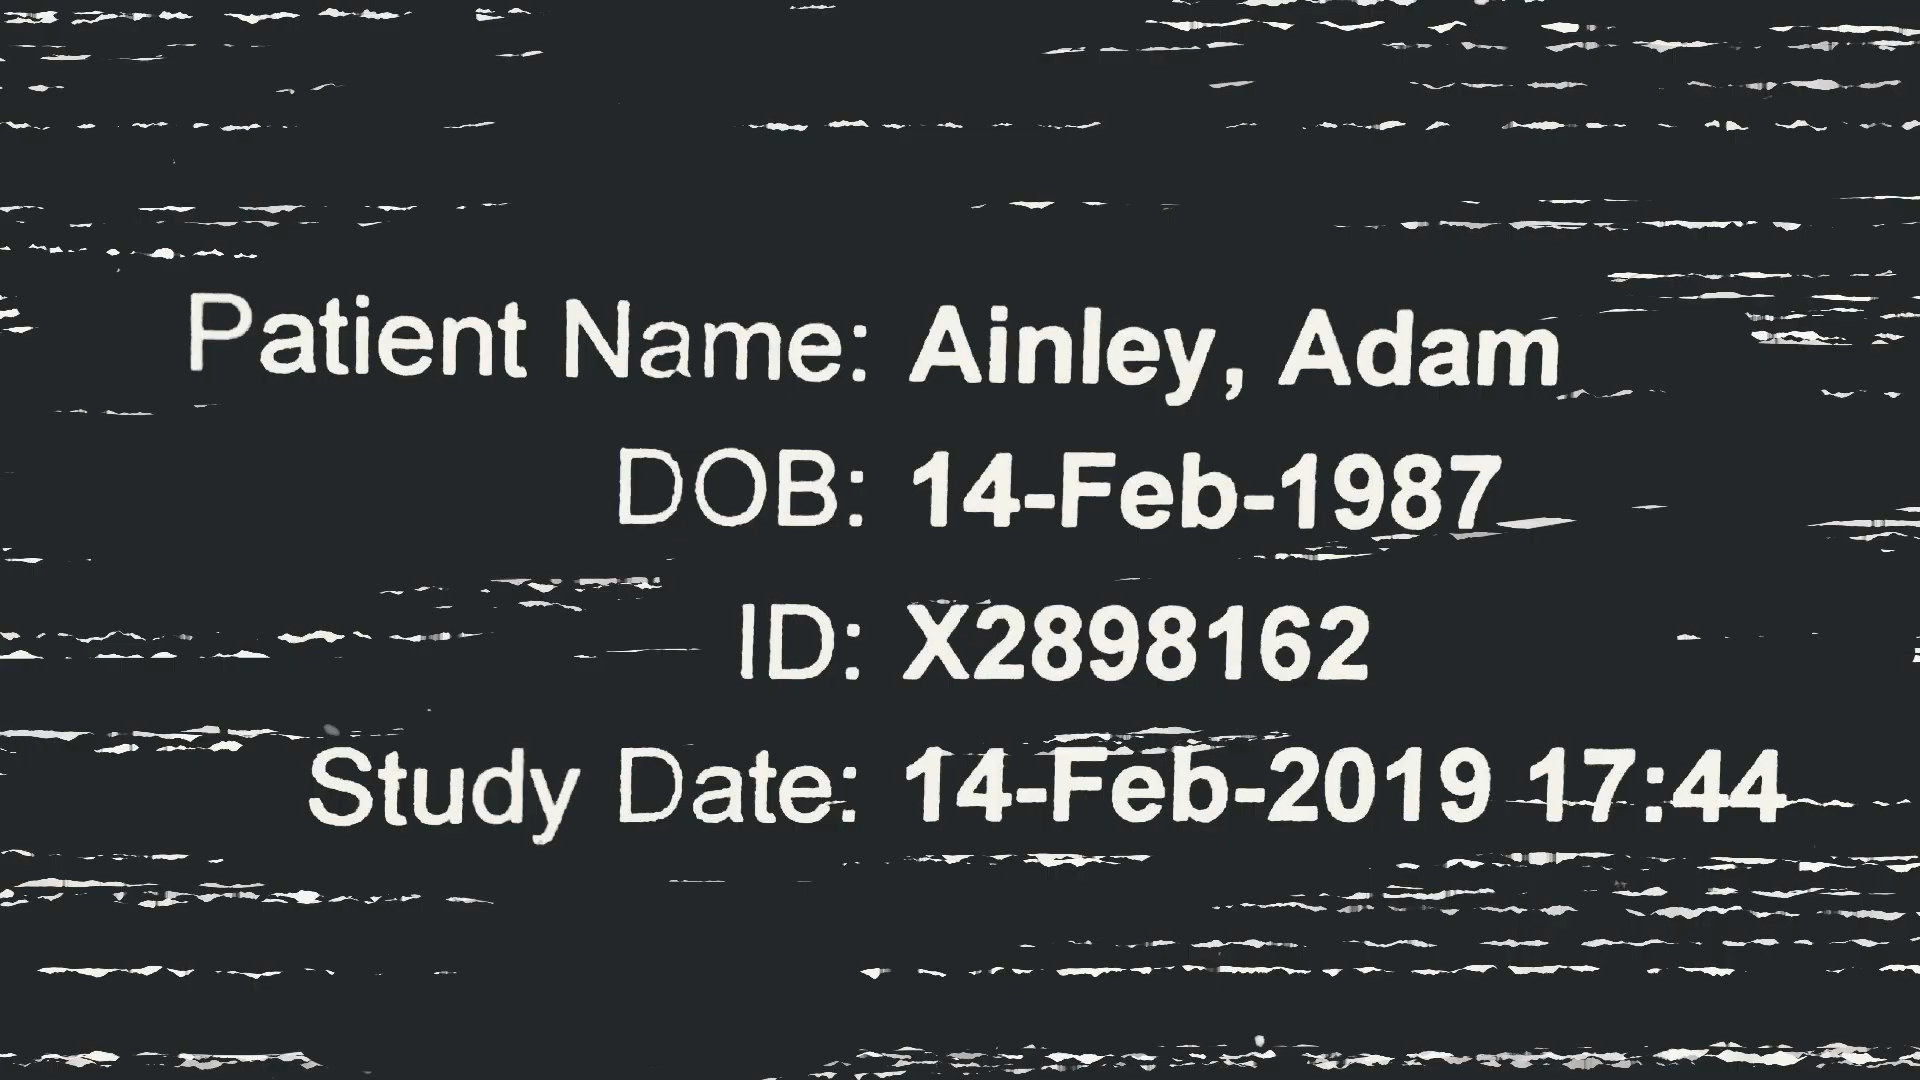 Patient Name: Ainley, Adam
DOB: 14-Feb-1987
ID: X2898162
Study Date: 14-Feb-2019 17:44